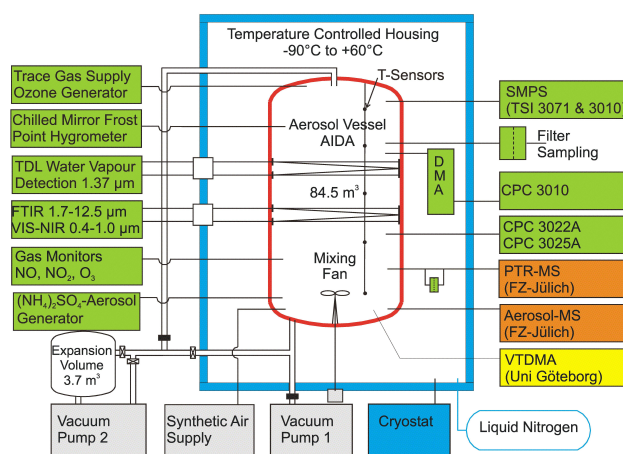 Temperature Controlled Housing
-90°C to +60°C
T-Sensors
Trace Gas Supply
Ozone Generator
Chilled Mirror Frost
Point Hygrometer
TDL Water Vapour
Detection 1.37 µm
FTIR 1.7-12.5 µm
VIS-NIR 0.4-1.0 µm
Gas Monitors
NO, NO₂, O₃
(NH₄)₂SO₄-Aerosol
Generator
Aerosol Vessel
AIDA
84.5 m³
Mixing
Fan
SMPS
(TSI 3071 & 3010)
Filter
Sampling
DMA
CPC 3010
CPC 3022A
CPC 3025A
PTR-MS
(FZ-Jülich)
Aerosol-MS
(FZ-Jülich)
VTDMA
(Uni Göteborg)
Expansion
Volume
3.7 m³
Vacuum
Pump 2
Synthetic Air
Supply
Vacuum
Pump 1
Cryostat
Liquid Nitrogen